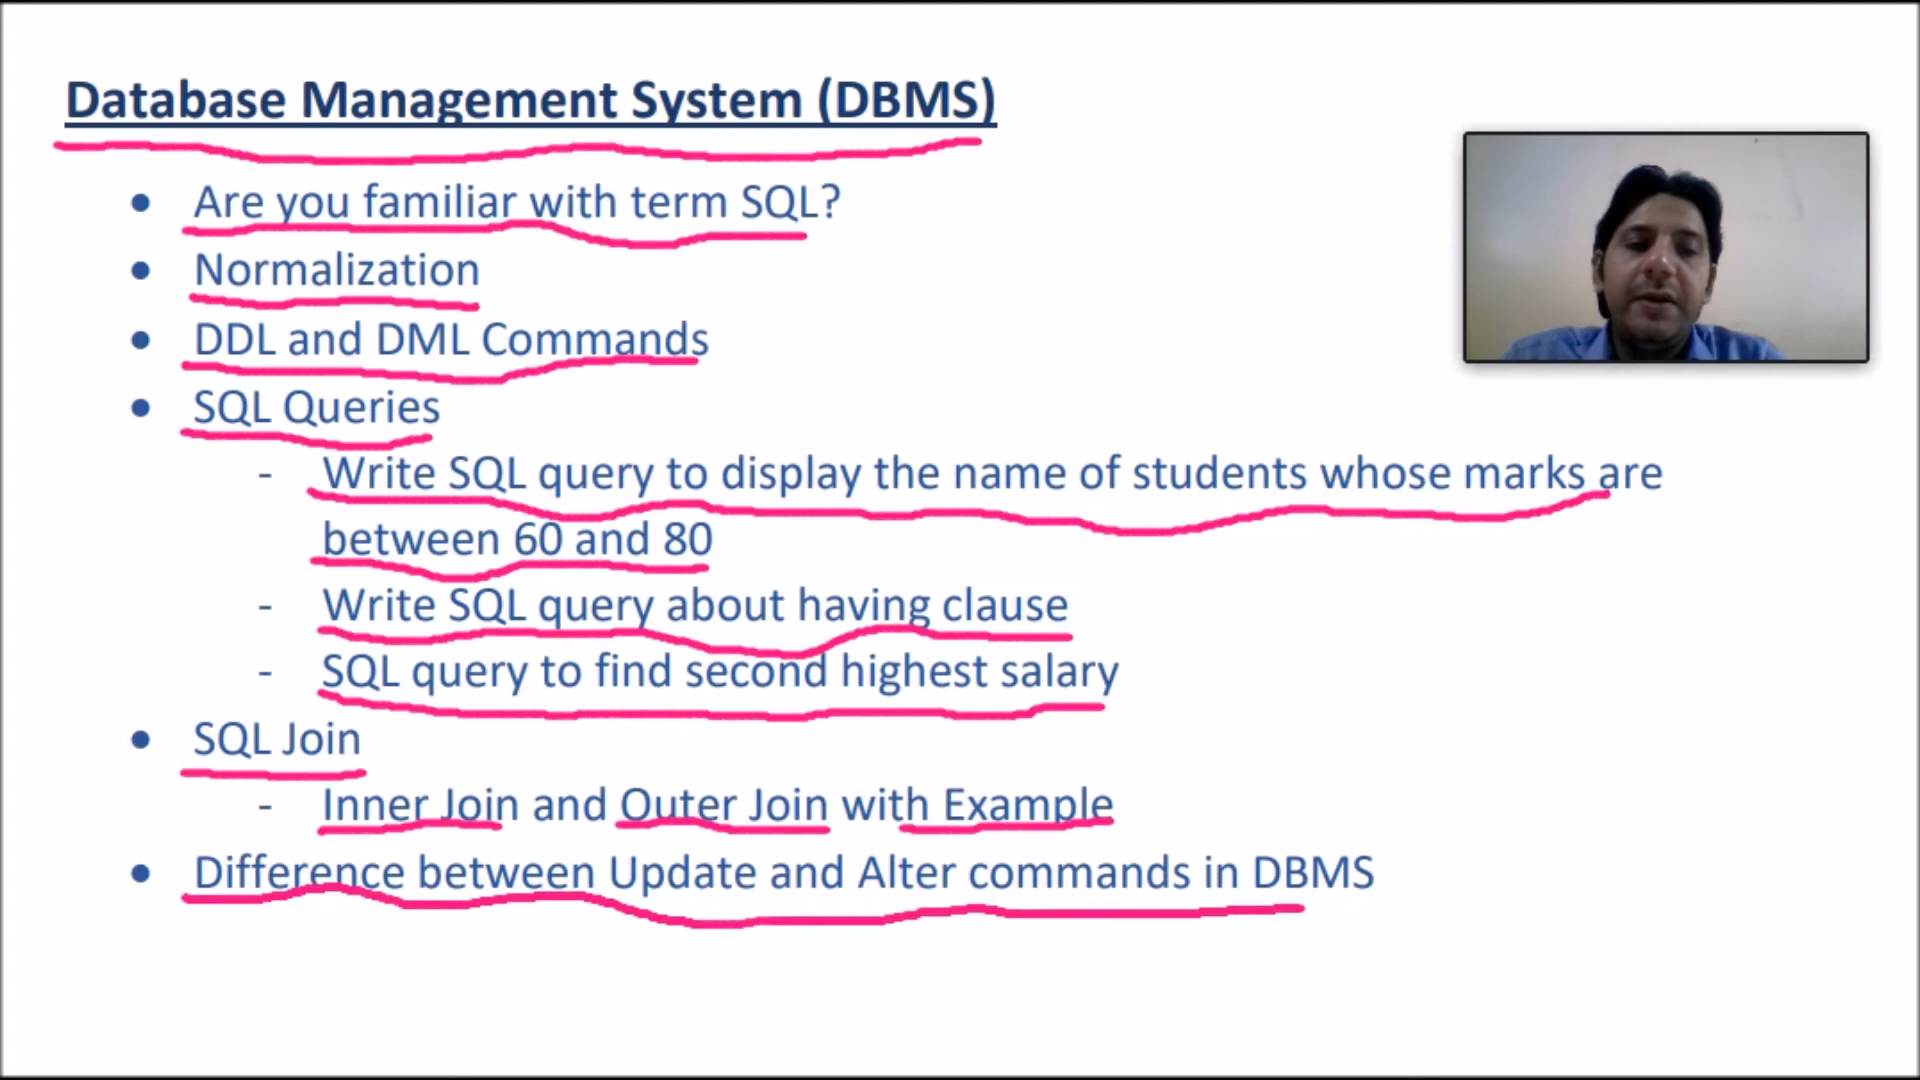 Database Management System (DBMS)
• Are you familiar with term SQL?
• Normalization
• DDL and DML Commands
• SQL Queries
- Write SQL query to display the name of students whose marks are
between 60 and 80
- Write SQL query about having clause
- SQL query to find second highest salary
• SQL Join
- Inner Join and Outer Join with Example
• Difference between Update and Alter commands in DBMS